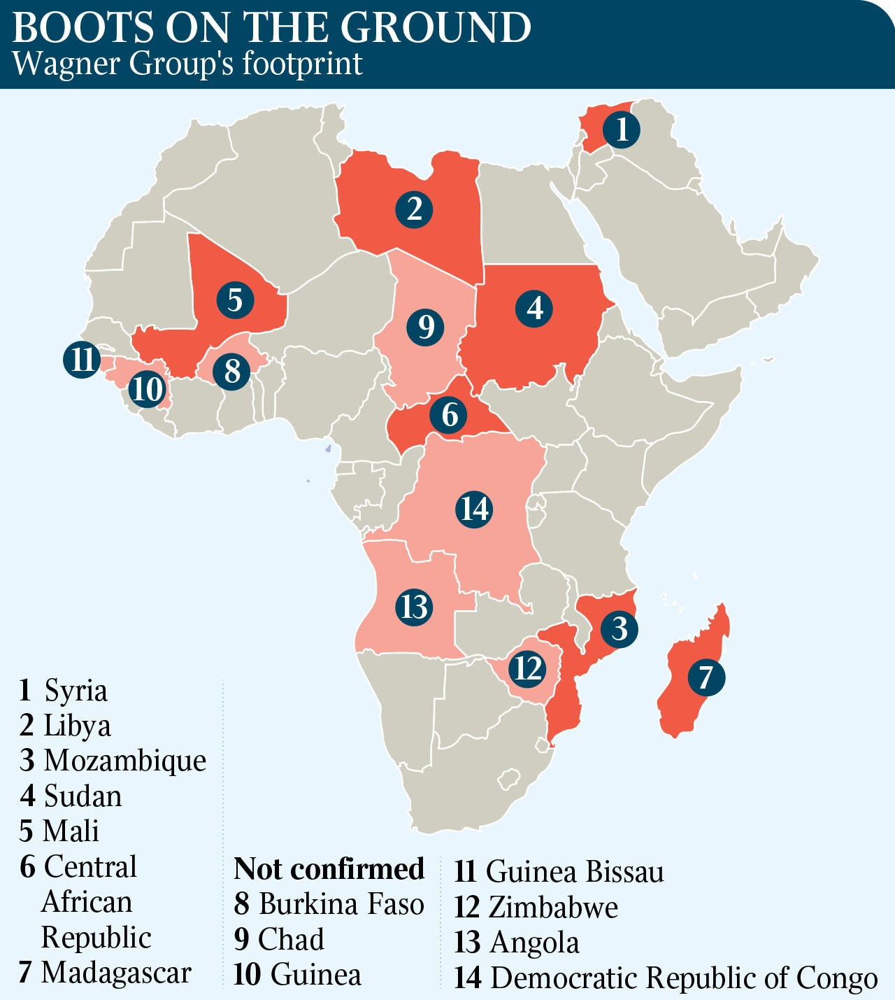 BOOTS ON THE GROUND
Wagner Group's footprint
1
2
5
4
9
11
8
10
6
14
13
3
12
7
1 Syria
2 Libya
3 Mozambique
4 Sudan
5 Mali
6 Central
African
Republic
7 Madagascar
Not confirmed
8 Burkina Faso
9 Chad
10 Guinea
11 Guinea Bissau
12 Zimbabwe
13 Angola
14 Democratic Republic of Congo